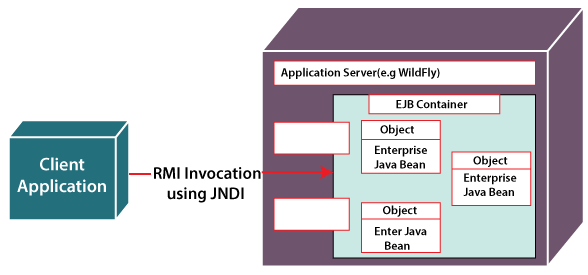 Application Server(e.g WildFly)
EJB Container
Object
Enterprise
Java Bean
Object
Enterprise
Java Bean
Object
Enter Java
Bean
Client
Application
RMI Invocation
using JNDI